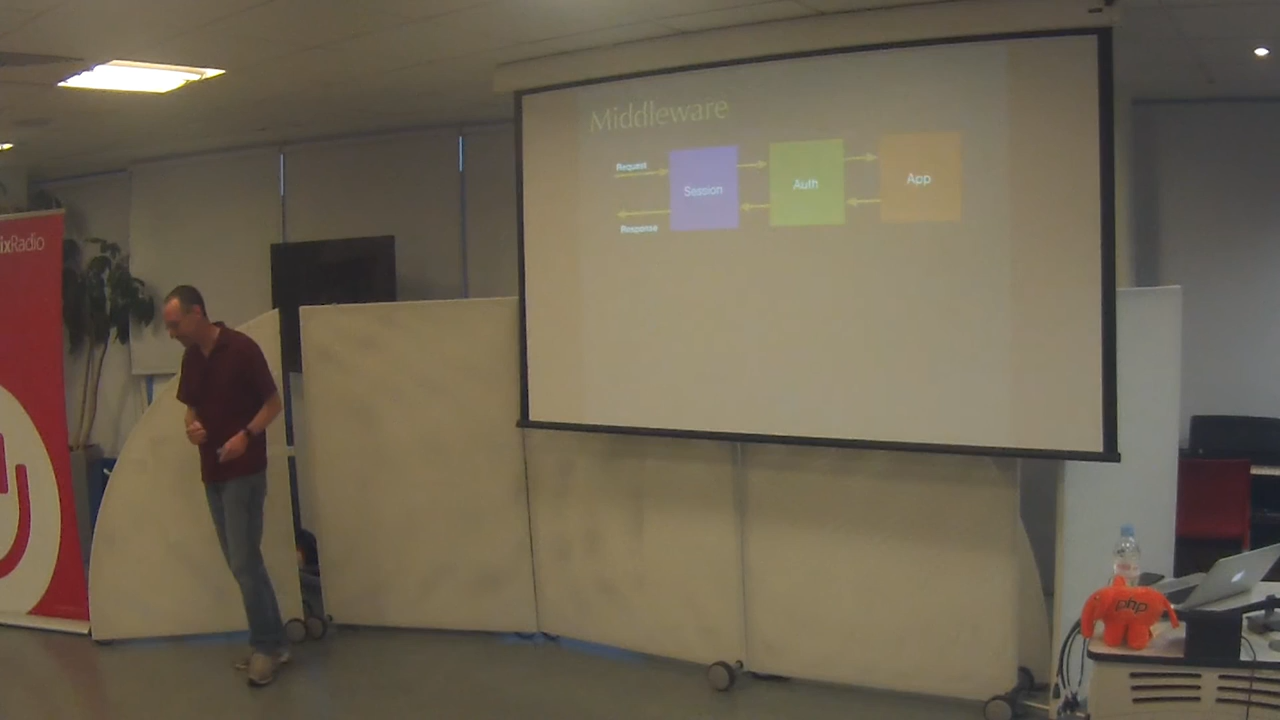 ixRadio
Middleware
Request
Session
Auth
App
Response
php